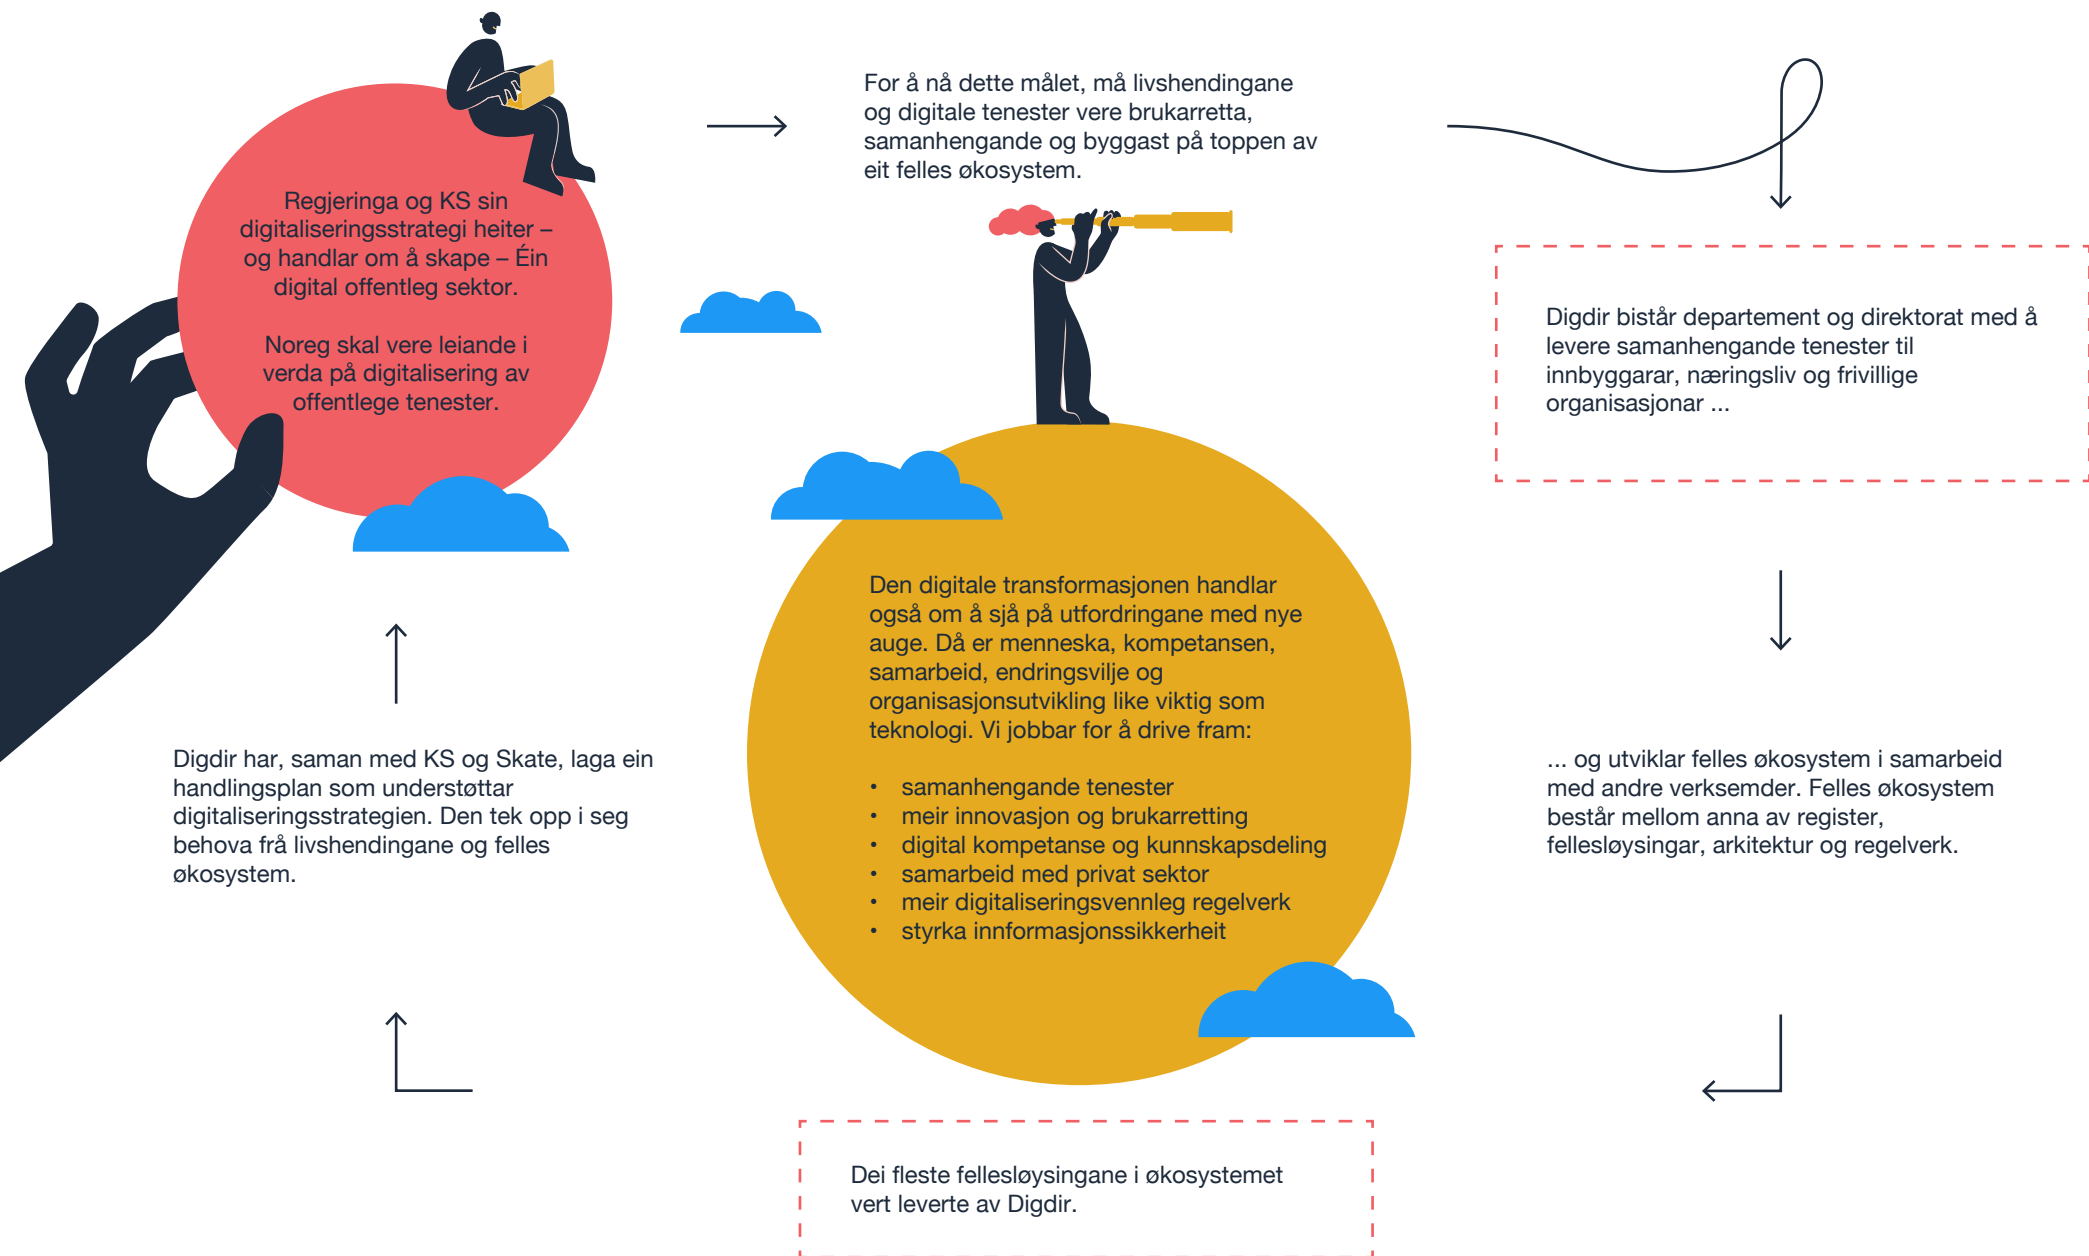 Regjeringa og KS sin
digitaliseringsstrategi heiter –
og handlar om å skape – Éin
digital offentleg sektor.
Noreg skal vere leiande i
verda på digitalisering av
offentlege tenester.
For å nå dette målet, må livshendingane
og digitale tenester vere brukarretta,
samanhengande og byggast på toppen av
eit felles økosystem.
Digdir bistår departement og direktorat med å
levere samanhengande tenester til
innbyggarar, næringsliv og frivillige
organisasjonar ...
... og utviklar felles økosystem i samarbeid
med andre verksemder. Felles økosystem
består mellom anna av register,
fellesløysingar, arkitektur og regelverk.
Dei fleste fellesløysingane i økosystemet
vert leverte av Digdir.
Digdir har, saman med KS og Skate, laga ein
handlingsplan som understøttar
digitaliseringsstrategien. Den tek opp i seg
behova frå livshendingane og felles
økosystem.
Den digitale transformasjonen handlar
også om å sjå på utfordringane med nye
auge. Då er menneska, kompetansen,
samarbeid, endringsvilje og
organisasjonsutvikling like viktig som
teknologi. Vi jobbar for å drive fram:
• samanhengande tenester
• meir innovasjon og brukarretting
• digital kompetanse og kunnskapsdeling
• samarbeid med privat sektor
• meir digitaliseringsvennleg regelverk
• styrka innformasjonssikkerheit